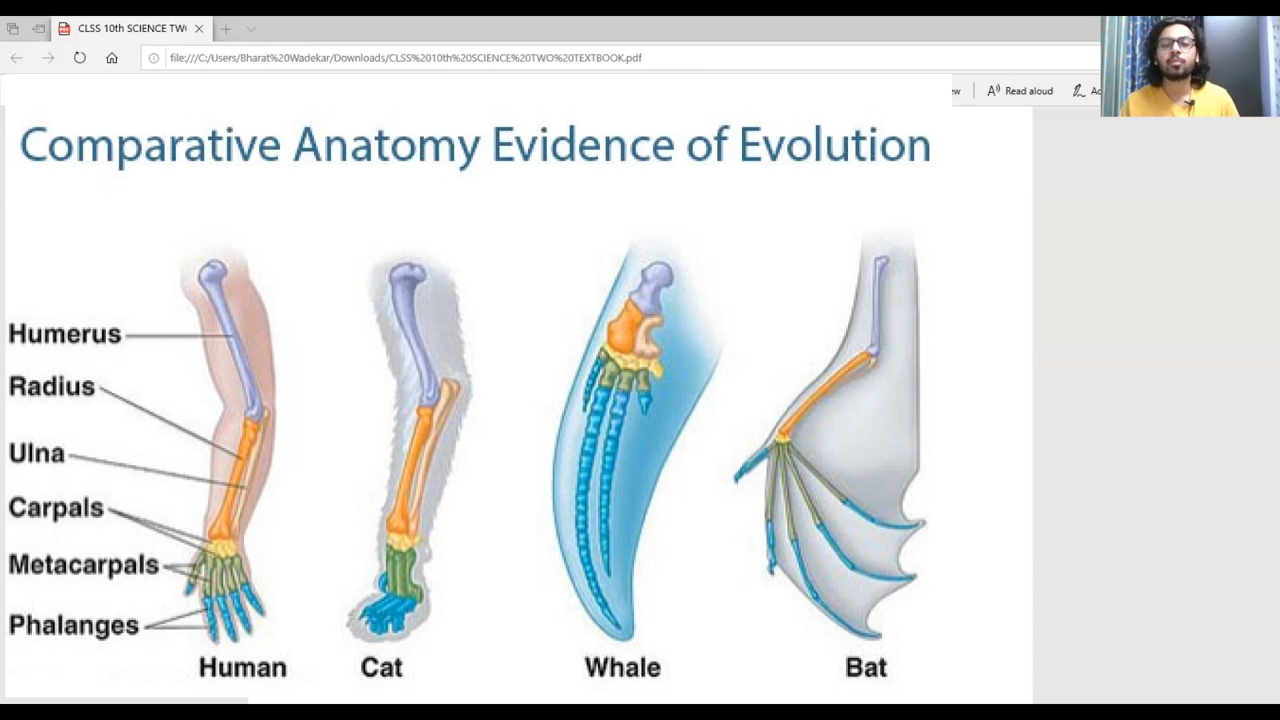 CLSS 10th SCIENCE TW
file:///C:/Users/Bharat%20Wadekar/Downloads/CLSS%2010th%20SCIENCE%20TWO%20TEXTBOOK.pdf
Read aloud
Comparative Anatomy Evidence of Evolution
Humerus
Radius
Ulna
Carpals
Metacarpals
Phalanges
Human Cat Whale Bat